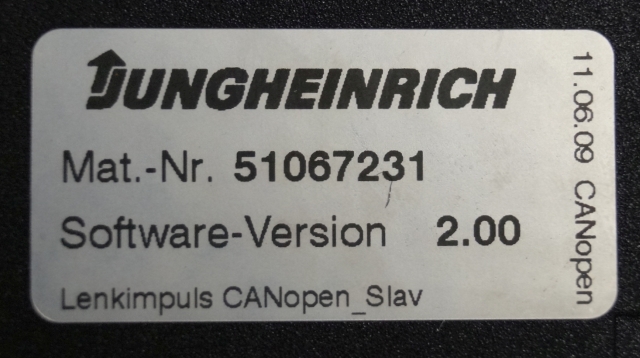 JUNGHEINRICH
Mat.-Nr. 51067231
Software-Version 2.00
Lenkimpuls CANopen_Slav
11.06.09 CANopen